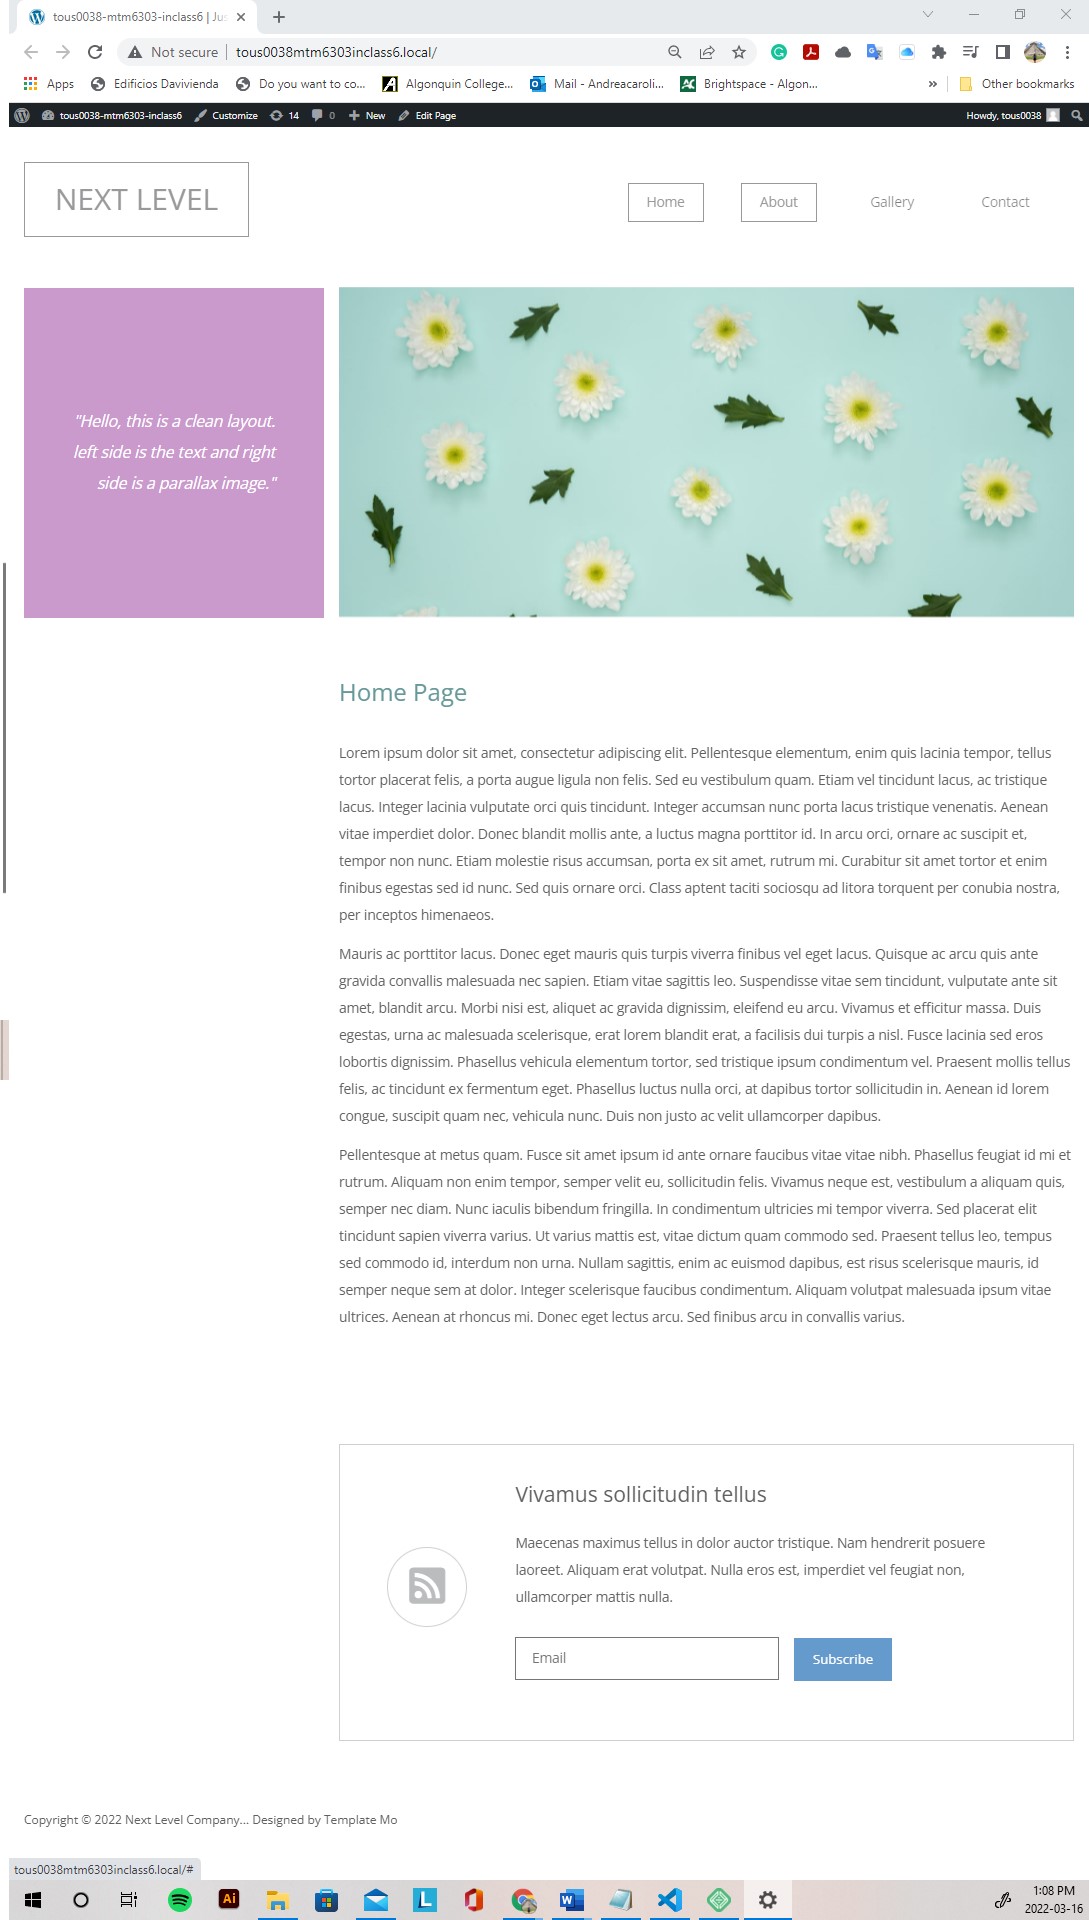 tous0038-mtm6303-inclass6 | Jus
Not secure
tous0038mtm6303inclass6.local/
Apps
Edificios Davivienda
Do you want to co...
Algonquin College...
Mail - Andreacaroli...
Brightspace - Algon...
»
Other bookmarks
tous0038-mtm6303-inclass6
Customize
14
0
New
Edit Page
Howdy, tous0038
NEXT LEVEL
Home
About
Gallery
Contact
"Hello, this is a clean layout.
left side is the text and right
side is a parallax image."
Home Page
Lorem ipsum dolor sit amet, consectetur adipiscing elit. Pellentesque elementum, enim quis lacinia tempor, tellus
tortor placerat felis, a porta augue ligula non felis. Sed eu vestibulum quam. Etiam vel tincidunt lacus, ac tristique
lacus. Integer lacinia vulputate orci quis tincidunt. Integer accumsan nunc porta lacus tristique venenatis. Aenean
vitae imperdiet dolor. Donec blandit mollis ante, a luctus magna porttitor id. In arcu orci, ornare ac suscipit et,
tempor non nunc. Etiam molestie risus accumsan, porta ex sit amet, rutrum mi. Curabitur sit amet tortor et enim
finibus egestas sed id nunc. Sed quis ornare orci. Class aptent taciti sociosqu ad litora torquent per conubia nostra,
per inceptos himenaeos.
Mauris ac porttitor lacus. Donec eget mauris quis turpis viverra finibus vel eget lacus. Quisque ac arcu quis ante
gravida convallis malesuada nec sapien. Etiam vitae sagittis leo. Suspendisse vitae sem tincidunt, vulputate ante sit
amet, blandit arcu. Morbi nisi est, aliquet ac gravida dignissim, eleifend eu arcu. Vivamus et efficitur massa. Duis
egestas, urna ac malesuada scelerisque, erat lorem blandit erat, a facilisis dui turpis a nisl. Fusce lacinia sed eros
lobortis dignissim. Phasellus vehicula elementum tortor, sed tristique ipsum condimentum vel. Praesent mollis tellus
felis, ac tincidunt ex fermentum eget. Phasellus luctus nulla orci, at dapibus tortor sollicitudin in. Aenean id lorem
congue, suscipit quam nec, vehicula nunc. Duis non justo ac velit ullamcorper dapibus.
Pellentesque at metus quam. Fusce sit amet ipsum id ante ornare faucibus vitae vitae nibh. Phasellus feugiat id mi et
rutrum. Aliquam non enim tempor, semper velit eu, sollicitudin felis. Vivamus neque est, vestibulum a aliquam quis,
semper nec diam. Nunc iaculis bibendum fringilla. In condimentum ultricies mi tempor viverra. Sed placerat elit
tincidunt sapien viverra varius. Ut varius mattis est, vitae dictum quam commodo sed. Praesent tellus leo, tempus
sed commodo id, interdum non urna. Nullam sagittis, enim ac euismod dapibus, est risus scelerisque mauris, id
semper neque sem at dolor. Integer scelerisque faucibus condimentum. Aliquam volutpat malesuada ipsum vitae
ultrices. Aenean at rhoncus mi. Donec eget lectus arcu. Sed finibus arcu in convallis varius.
Vivamus sollicitudin tellus
Maecenas maximus tellus in dolor auctor tristique. Nam hendrerit posuere
laoreet. Aliquam erat volutpat. Nulla eros est, imperdiet vel feugiat non,
ullamcorper mattis nulla.
Email
Subscribe
Copyright © 2022 Next Level Company... Designed by Template Mo
tous0038mtm6303inclass6.local/#
Ai
L
W
1:08 PM
2022-03-16